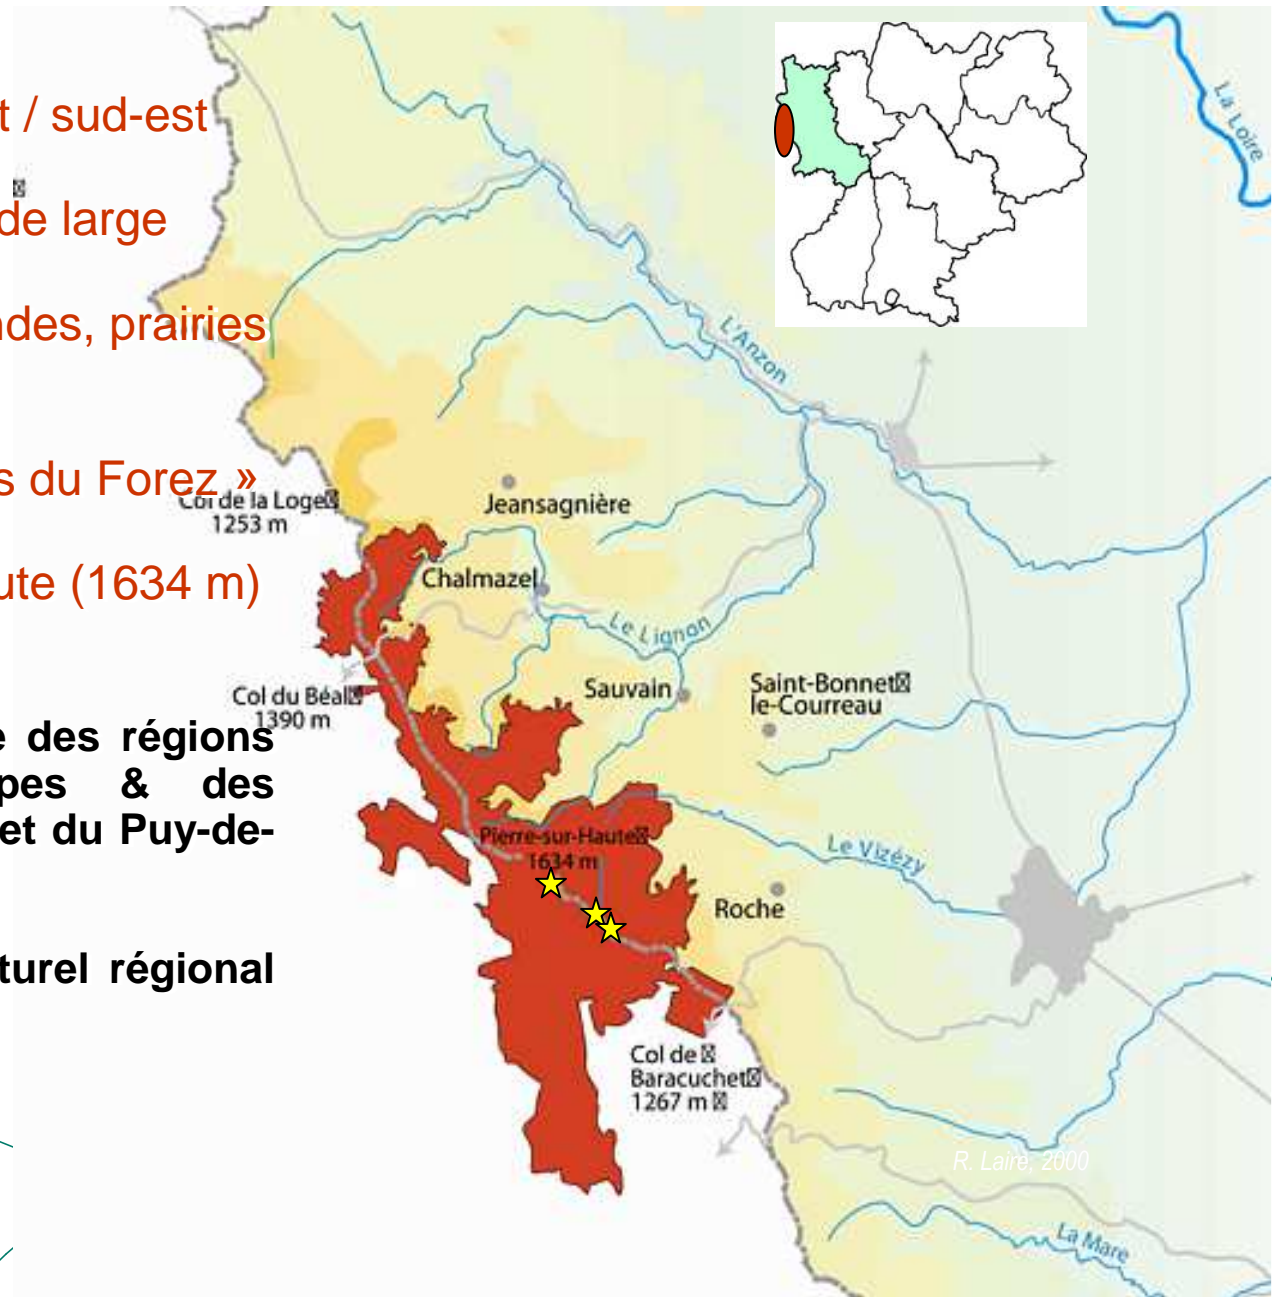 t / sud-est
de large
ndes, prairies
s du Forez »
ute (1634 m)
e des régions
pes & des
et du Puy-de-
turel régional
La Loire
L'Anzon
Col de la Loge
1253 m
Jeansagnière
Chalmazel
Le Lignon
Col du Béal
1390 m
Sauvain
Saint-Bonnet
le-Courreau
Pierre-sur-Haute
1634 m
Le Vizézy
Roche
Col de
Baracuchet
1267 m
R. Laire, 2000
La Mare